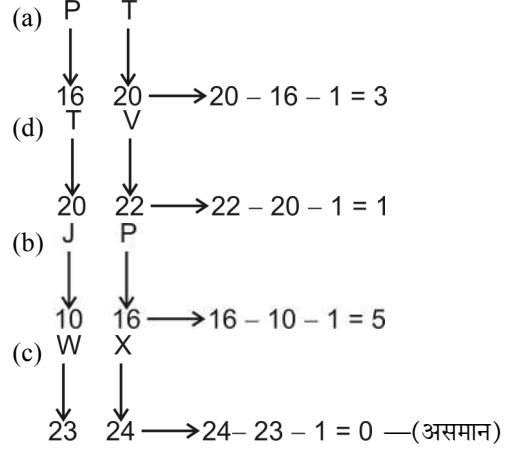 (a) P T
16 20 → 20 – 16 – 1 = 3
(d) T V
20 22 → 22 – 20 – 1 = 1
(b) J P
10 16 → 16 – 10 – 1 = 5
(c) W X
23 24 → 24– 23 – 1 = 0 —(असमान)